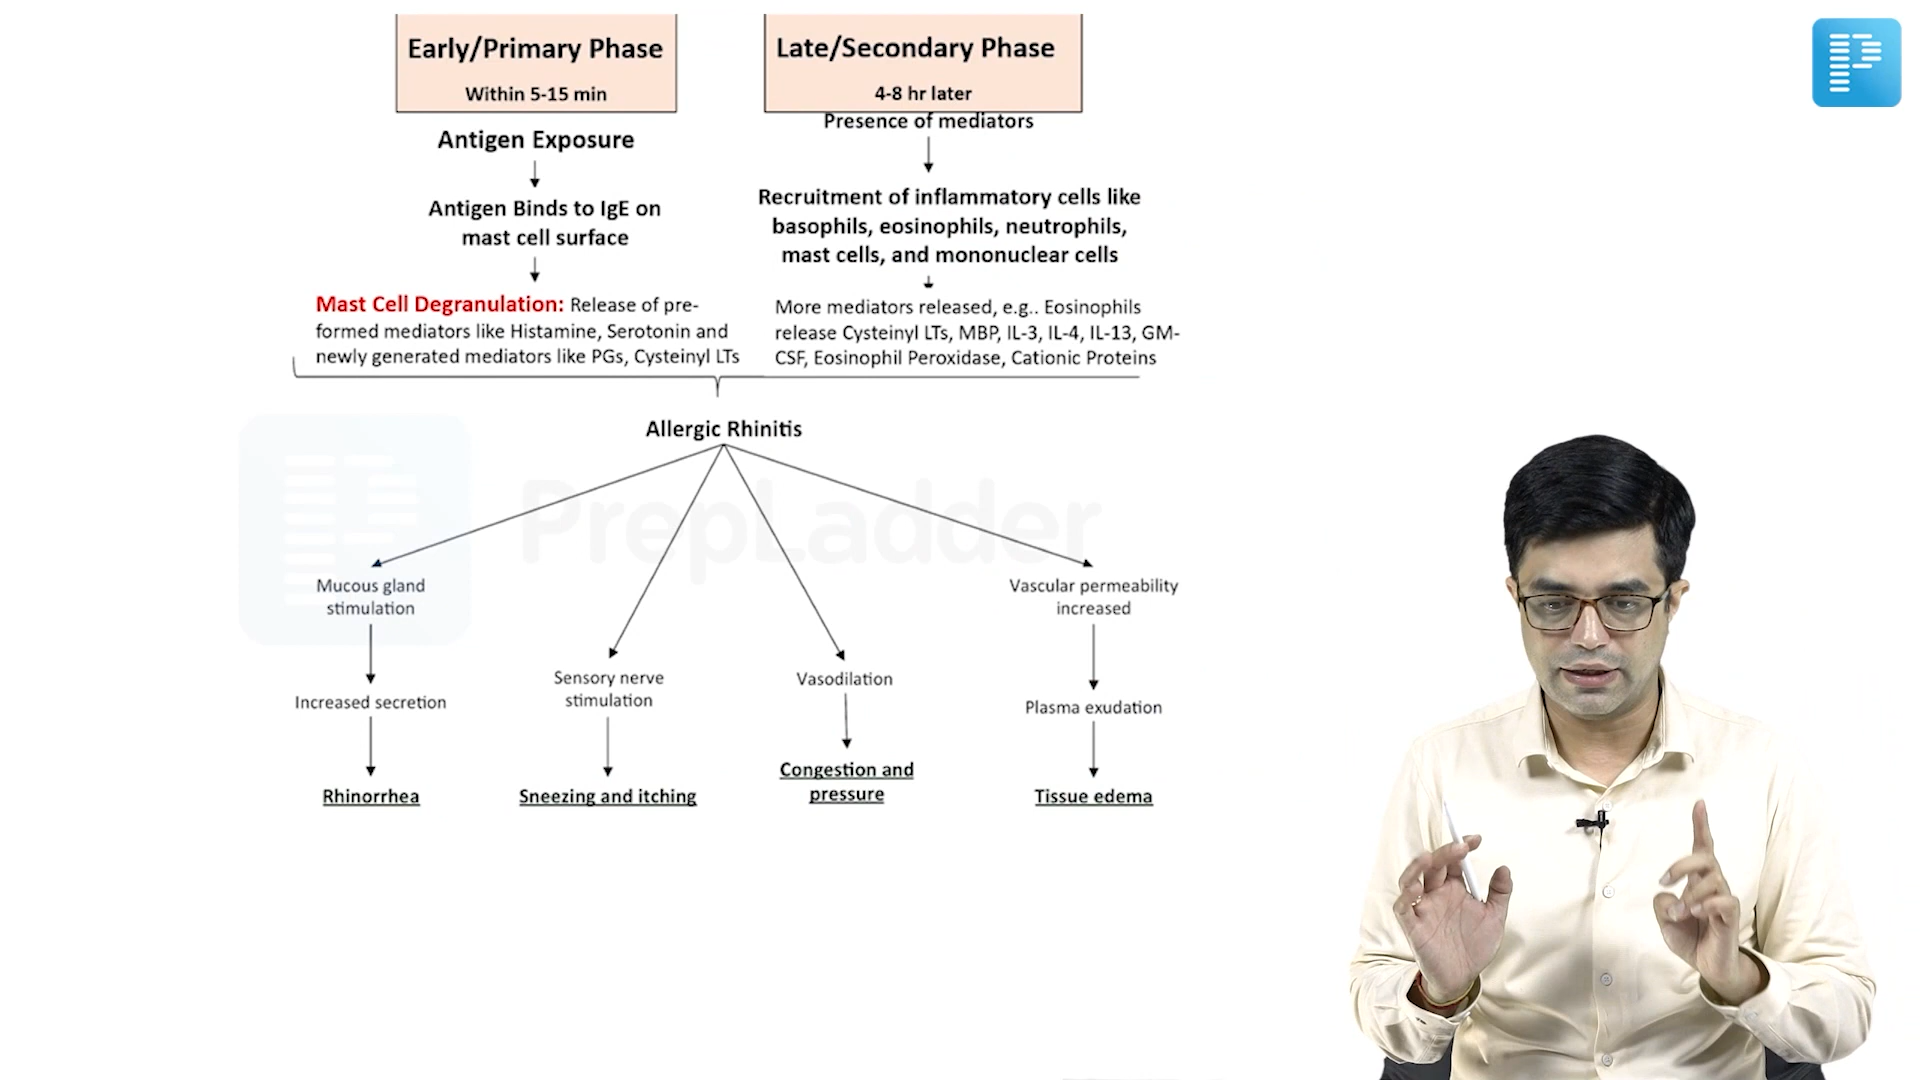 Early/Primary Phase
Within 5-15 min
Antigen Exposure
Antigen Binds to IgE on
mast cell surface
Mast Cell Degranulation: Release of pre-
formed mediators like Histamine, Serotonin and
newly generated mediators like PGs, Cysteinyl LTs
Late/Secondary Phase
4-8 hr later
Presence of mediators
Recruitment of inflammatory cells like
basophils, eosinophils, neutrophils,
mast cells, and mononuclear cells
More mediators released, e.g.. Eosinophils
release Cysteinyl LTs, MBP, IL-3, IL-4, IL-13, GM-
CSF, Eosinophil Peroxidase, Cationic Proteins
Allergic Rhinitis
PrepLadder
Mucous gland
stimulation
Increased secretion
Rhinorrhea
Sensory nerve
stimulation
Sneezing and itching
Vasodilation
Congestion and
pressure
Vascular permeability
increased
Plasma exudation
Tissue edema